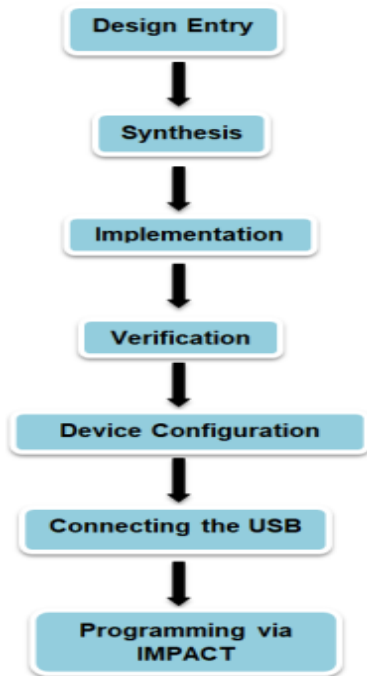 Design Entry
Synthesis
Implementation
Verification
Device Configuration
Connecting the USB
Programming via
IMPACT